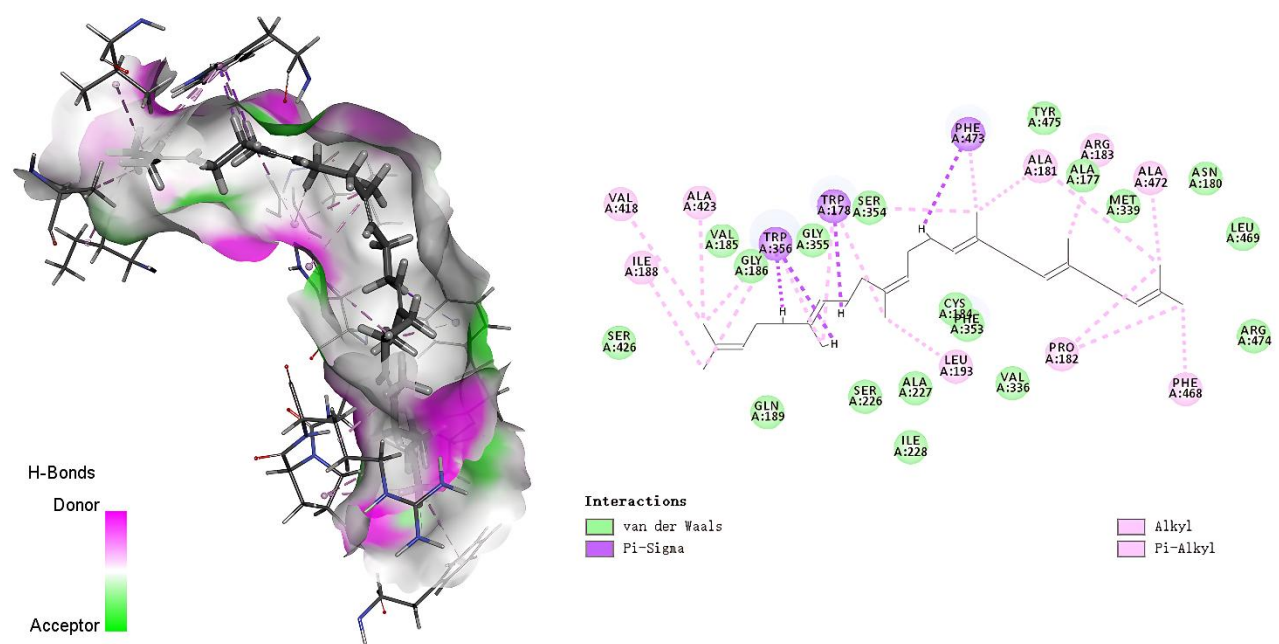 H-Bonds
Donor
Acceptor
TYR
A:475
PHE
A:473
ARG
A:183
ALA
A:181
ALA
A:177
ALA
A:472
ASN
A:180
VAL
A:418
ALA
A:423
TRP
A:178
SER
A:354
MET
A:339
LEU
A:469
VAL
A:185
TRP
A:356
GLY
A:355
H
ILE
A:188
GLY
A:186
H
H
CYS
A:184
PHE
A:353
SER
A:426
H
ARG
A:474
LEU
A:193
PRO
A:182
SER
A:226
ALA
A:227
VAL
A:336
PHE
A:468
GLN
A:189
ILE
A:228
Interactions
van der Waals
Pi-Sigma
Alkyl
Pi-Alkyl